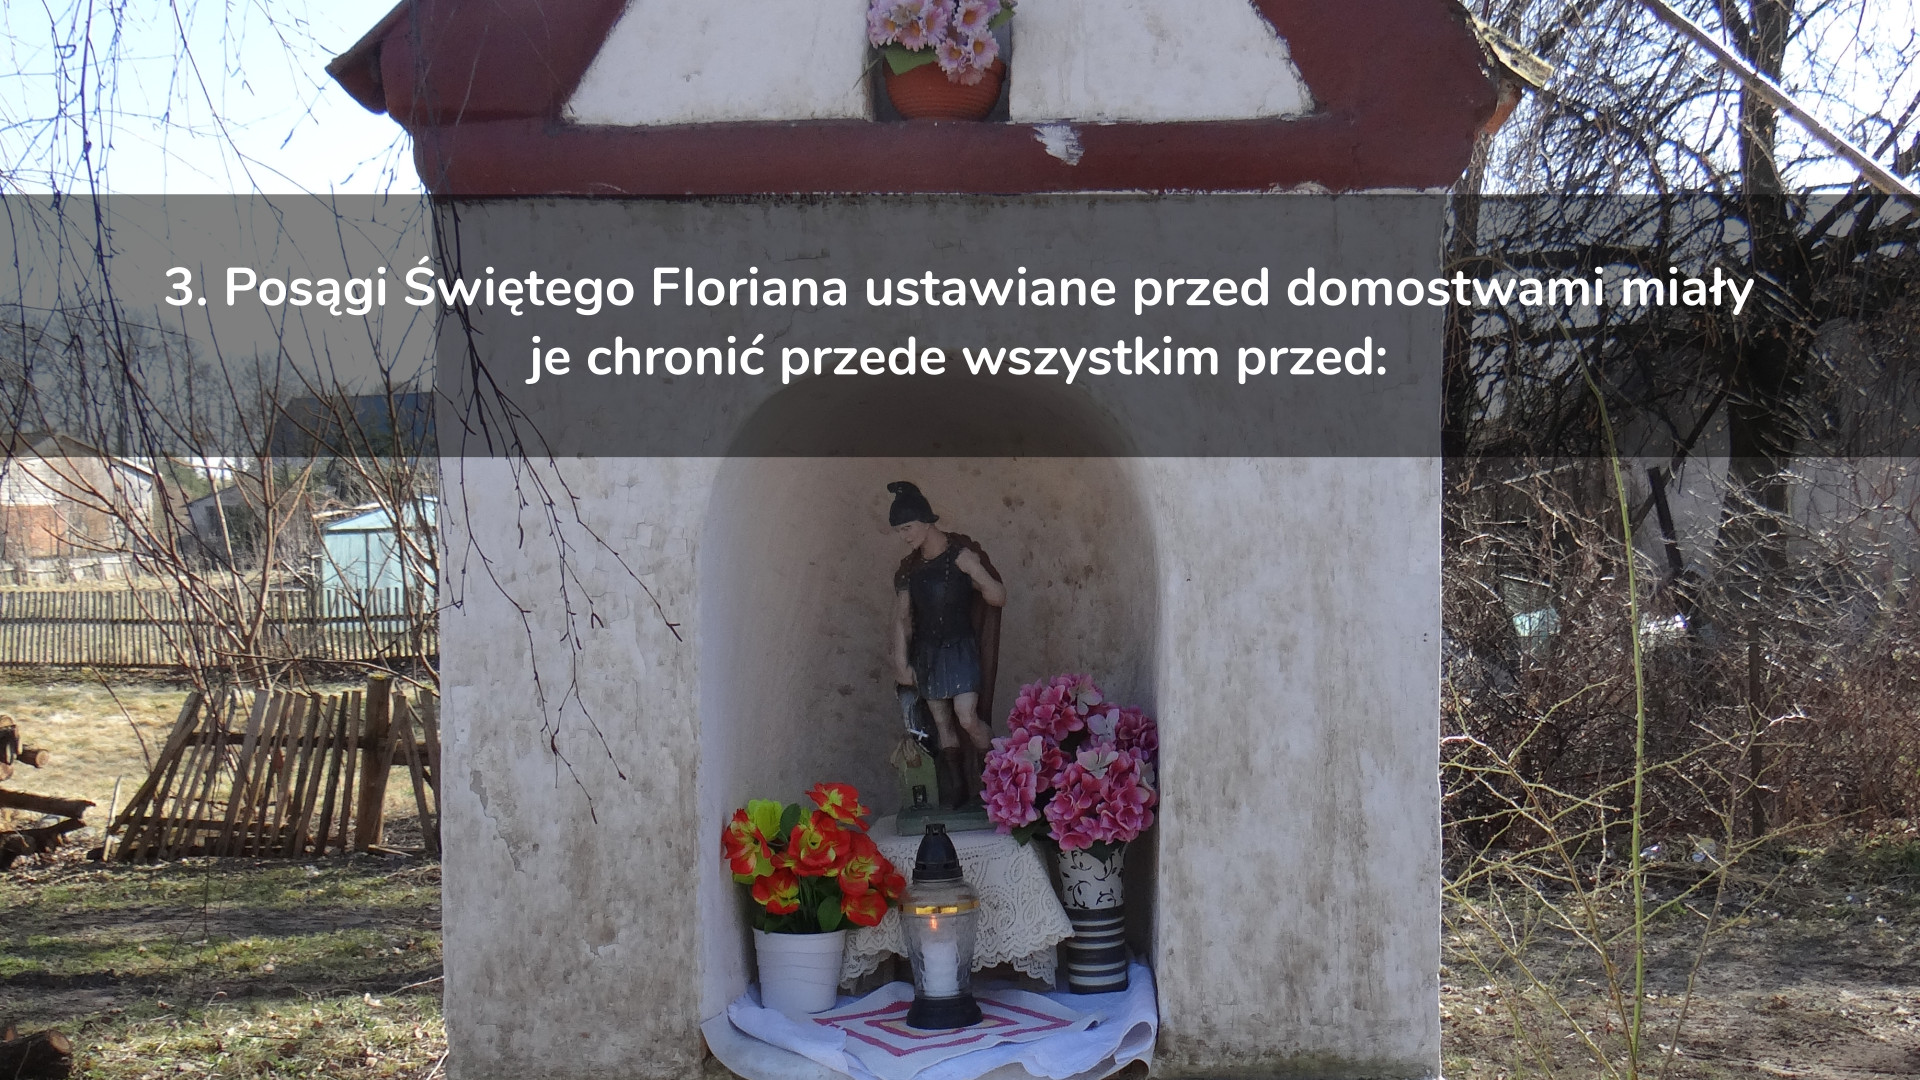 3. Posągi Świętego Floriana ustawiane przed domostwami miały
je chronić przede wszystkim przed: